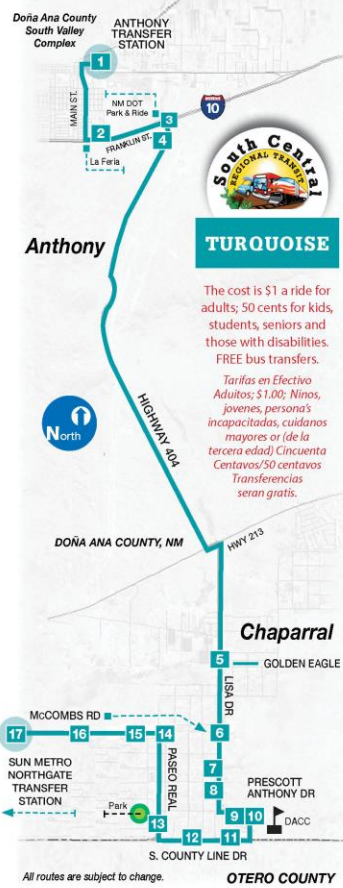 Doña Ana County
South Valley
Complex
ANTHONY
TRANSFER
STATION
1
MAIN ST.
NM DOT
Park & Ride
INTERSTATE
10
2
FRANKLIN ST.
3
4
La Feria
South Central
REGIONAL TRANSIT
TURQUOISE
Anthony
The cost is $1 a ride for
adults; 50 cents for kids,
students, seniors and
those with disabilities.
FREE bus transfers.
Tarifas en Efectivo
Aduitos; $1.00; Ninos,
jovenes, persona's
incapacitadas, cuidanos
mayores or (de la
tercera edad) Cincuenta
Centavos/50 centavos
Transferencias
seran gratis.
North
HIGHWAY 404
DOÑA ANA COUNTY, NM
HWY 213
Chaparral
5
GOLDEN EAGLE
LISA DR
McCOMBS RD
6
17
16
15
14
7
8
SUN METRO
NORTHGATE
TRANSFER
STATION
PASEO REAL
PRESCOTT
ANTHONY DR
Park
13
9
10
DACC
12
11
S. COUNTY LINE DR
All routes are subject to change.
OTERO COUNTY